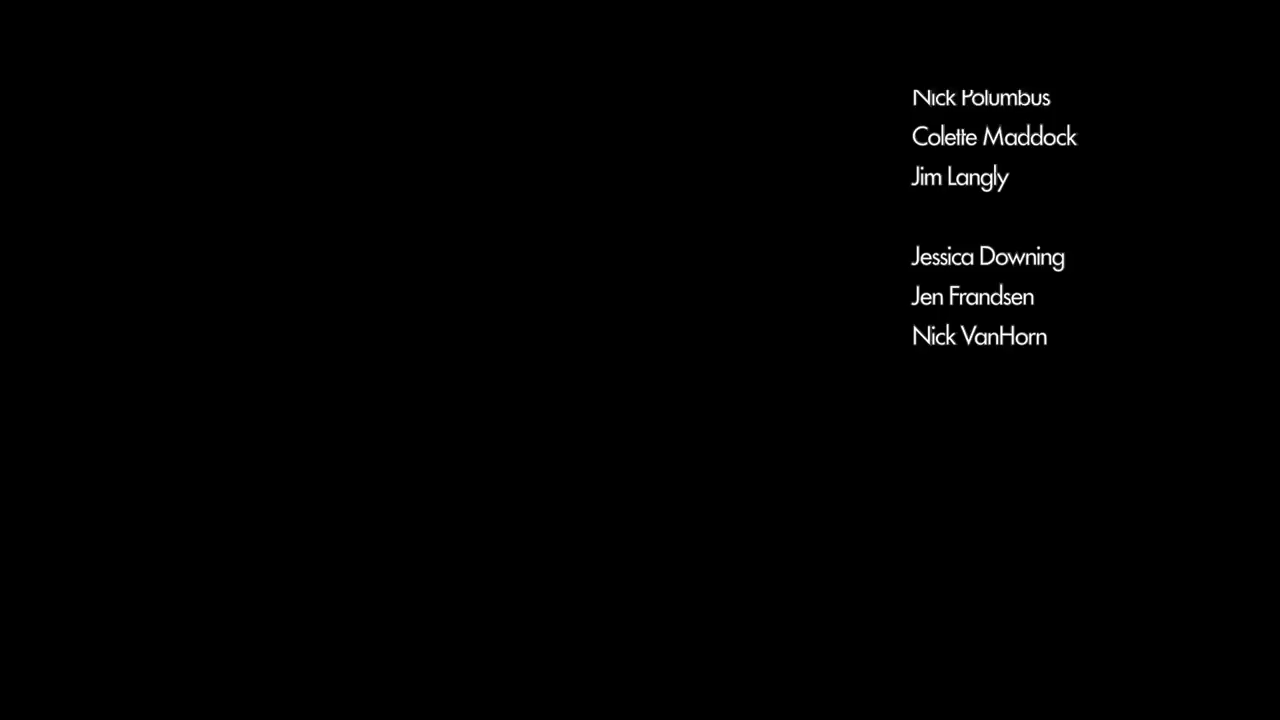 Nick Polumbus
Colette Maddock
Jim Langly
Jessica Downing
Jen Frandsen
Nick VanHorn